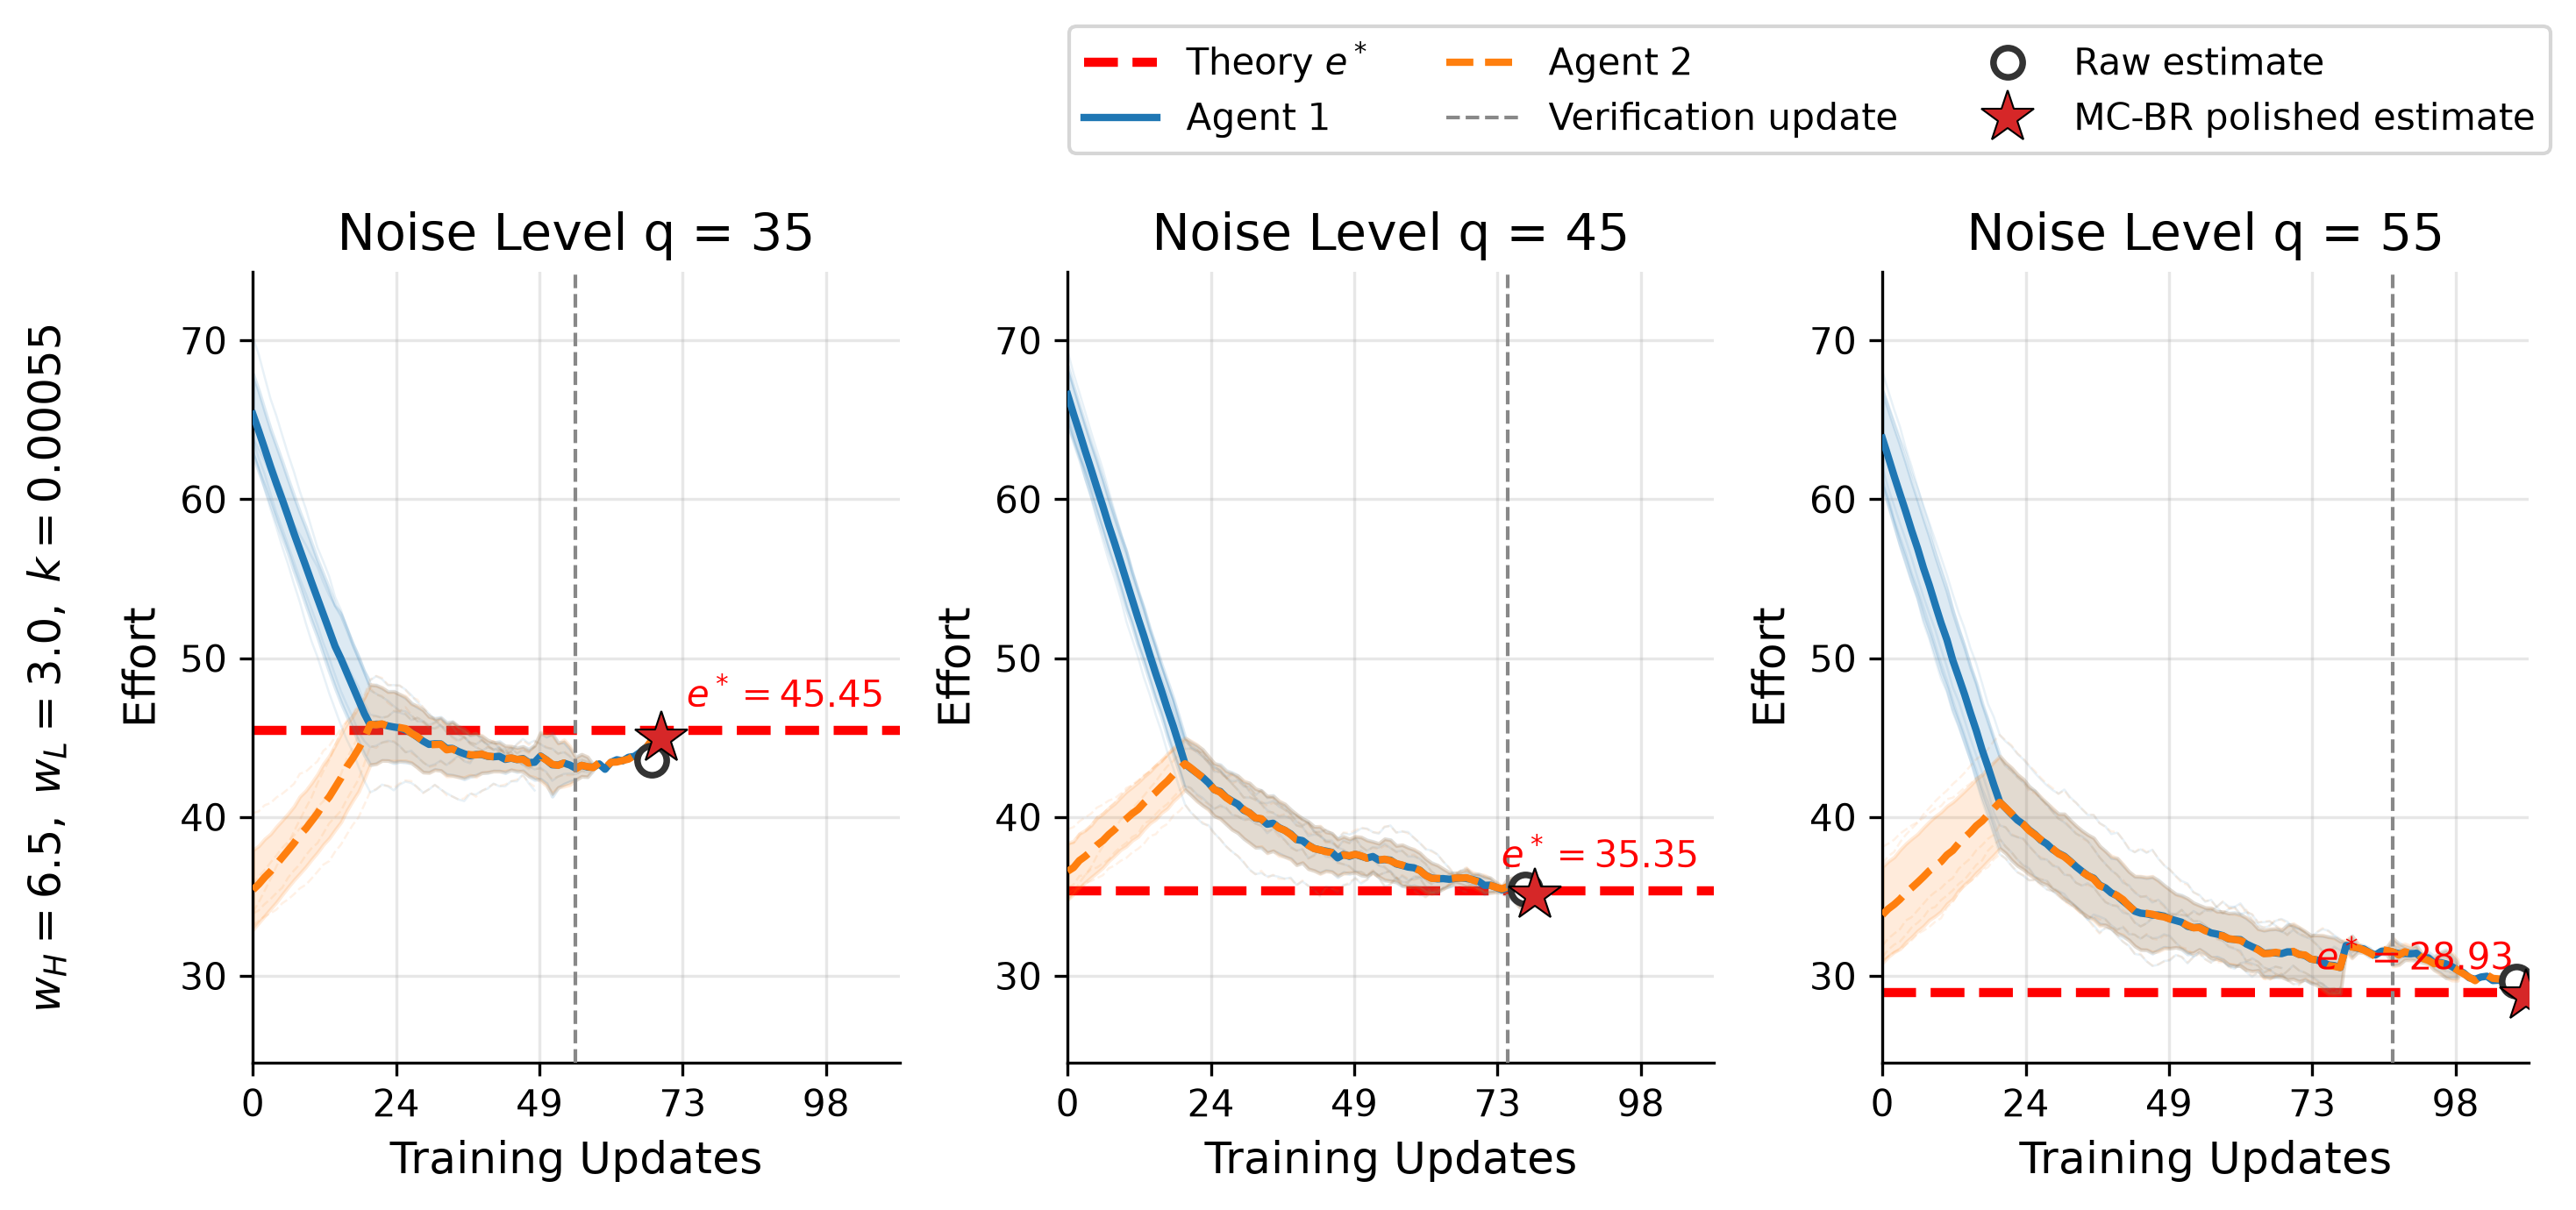 Theory e*
Agent 1
Agent 2
Verification update
Raw estimate
MC-BR polished estimate
w_H = 6.5, w_L = 3.0, k = 0.00055
Noise Level q = 35
Effort
70
60
50
40
30
e* = 45.45
0 24 49 73 98
Training Updates
Noise Level q = 45
Effort
70
60
50
40
30
e* = 35.35
0 24 49 73 98
Training Updates
Noise Level q = 55
Effort
70
60
50
40
30
e* = 28.93
0 24 49 73 98
Training Updates